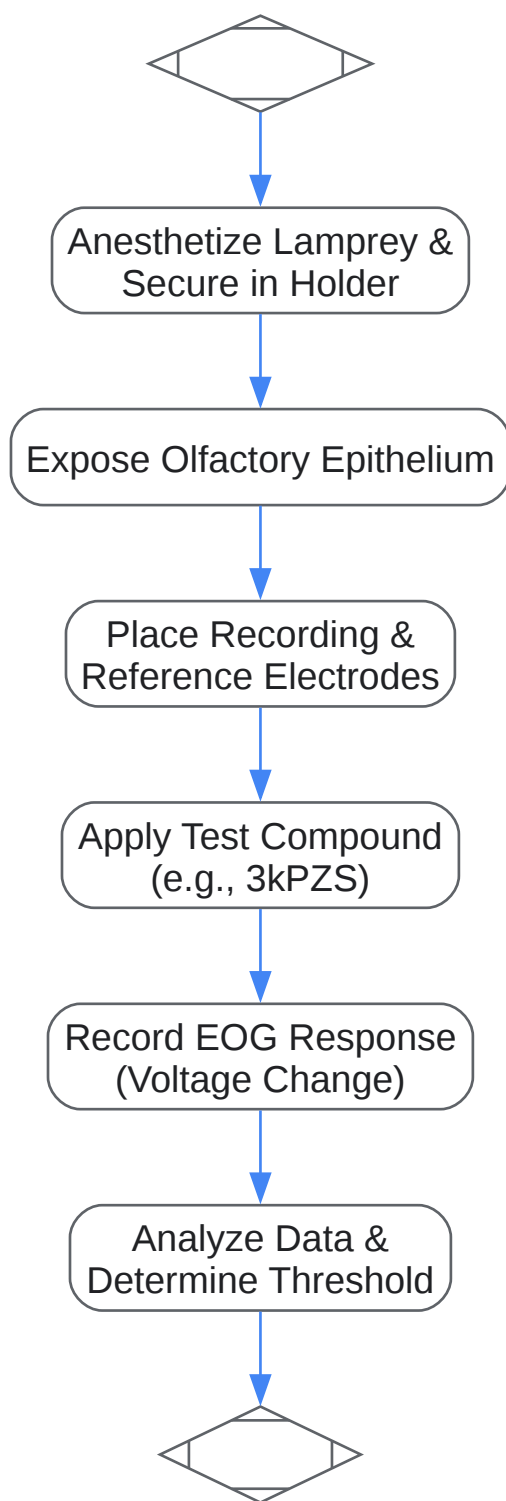 Anesthetize Lamprey &
Secure in Holder
Expose Olfactory Epithelium
Place Recording &
Reference Electrodes
Apply Test Compound
(e.g., 3kPZS)
Record EOG Response
(Voltage Change)
Analyze Data &
Determine Threshold